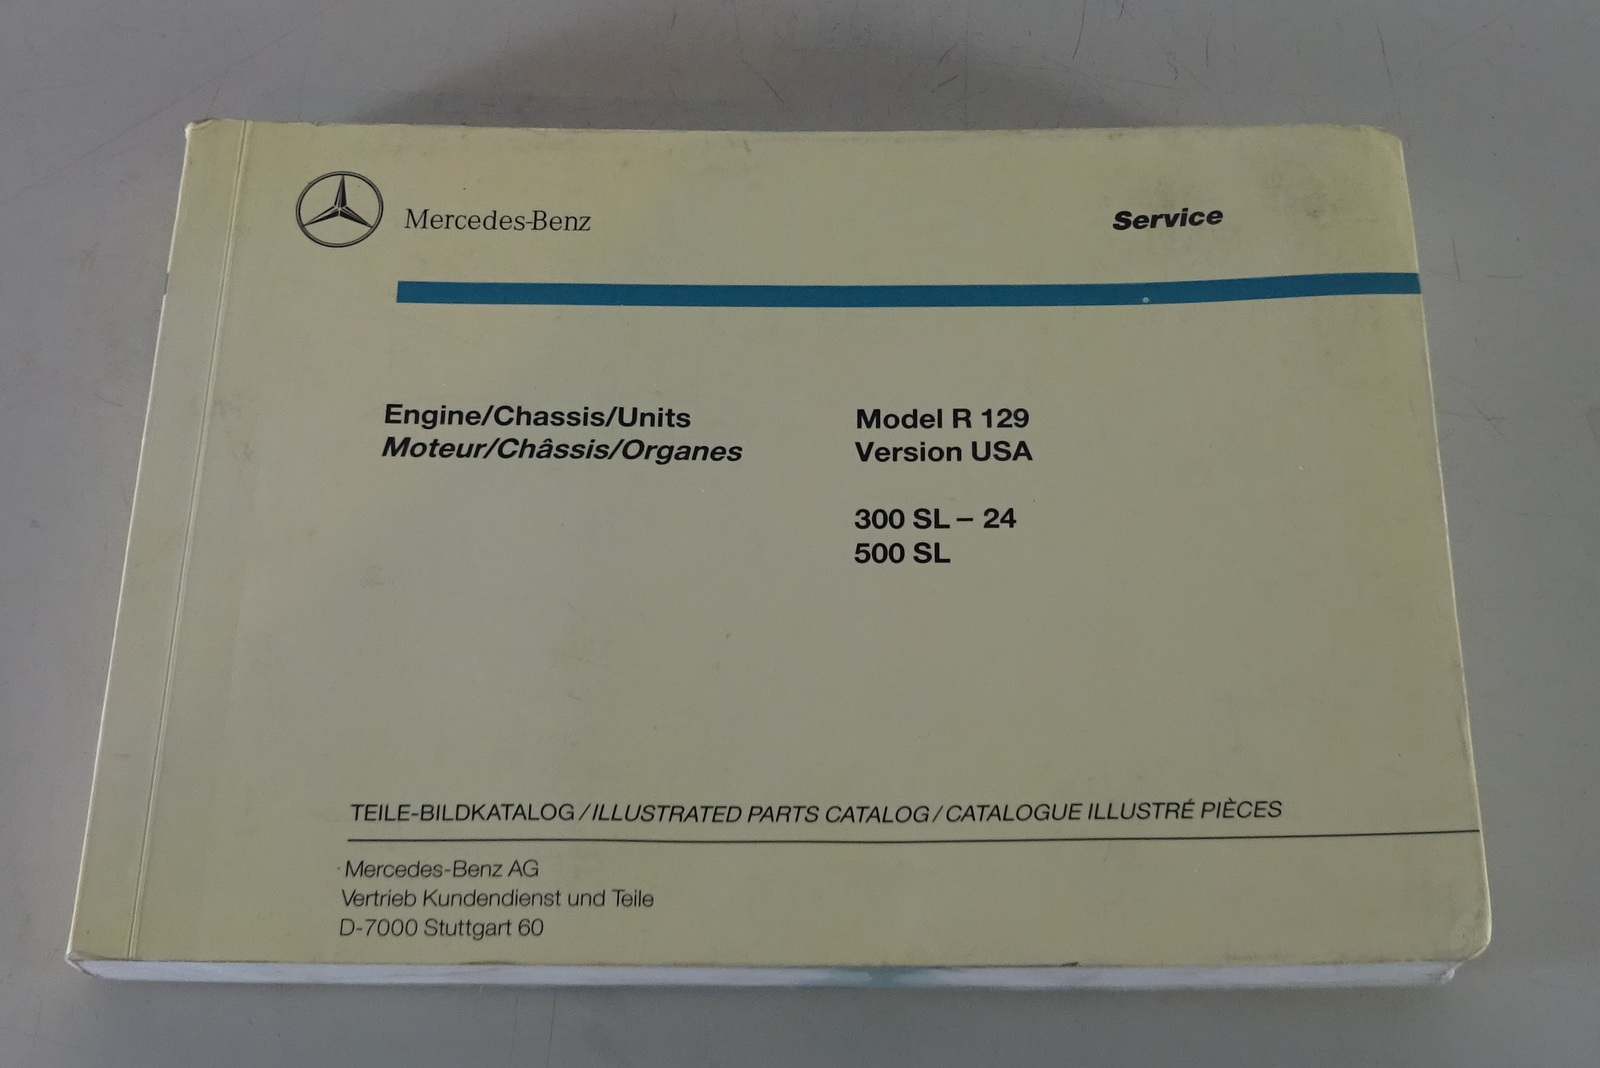 Mercedes-Benz
Service
Engine/Chassis/Units
Moteur/Châssis/Organes
Model R 129
Version USA
300 SL – 24
500 SL
TEILE-BILDKATALOG/ILLUSTRATED PARTS CATALOG/CATALOGUE ILLUSTRÉ PIÈCES
Mercedes-Benz AG
Vertrieb Kundendienst und Teile
D-7000 Stuttgart 60